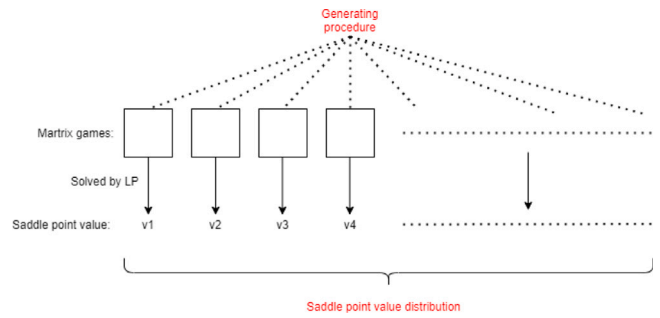 Generating
procedure
Martrix games:
Solved by LP
Saddle point value: v1 v2 v3 v4
Saddle point value distribution